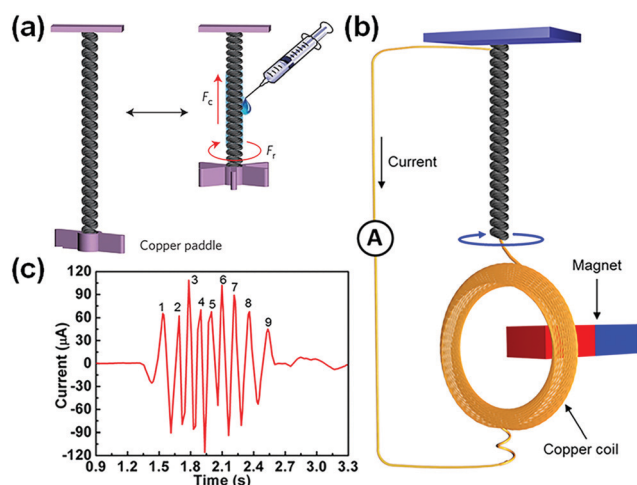 (a)
F_c
F_r
Copper paddle
(b)
Current
A
Magnet
Copper coil
(c)
Current (μA)
120
90
60
30
0
-30
-60
-90
-120
1 2 3 4 5 6 7 8 9
0.9 1.2 1.5 1.8 2.1 2.4 2.7 3.0 3.3
Time (s)